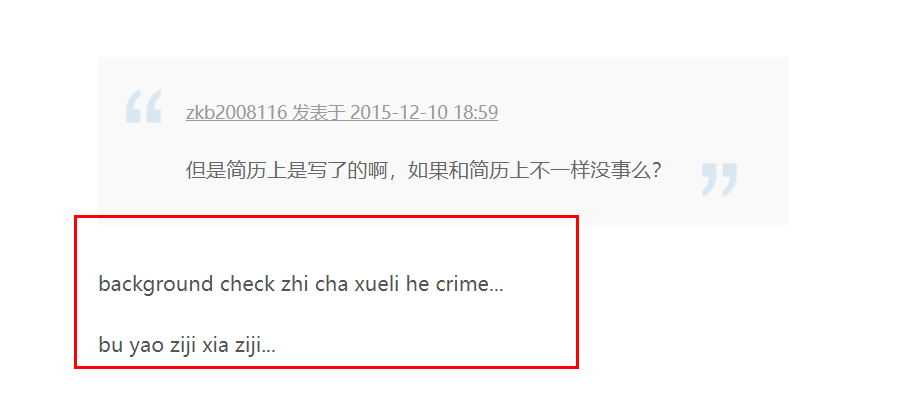 zkb2008116 发表于 2015-12-10 18:59
但是简历上是写了的啊，如果和简历上不一样没事么？
background check zhi cha xueli he crime...
bu yao ziji xia ziji...